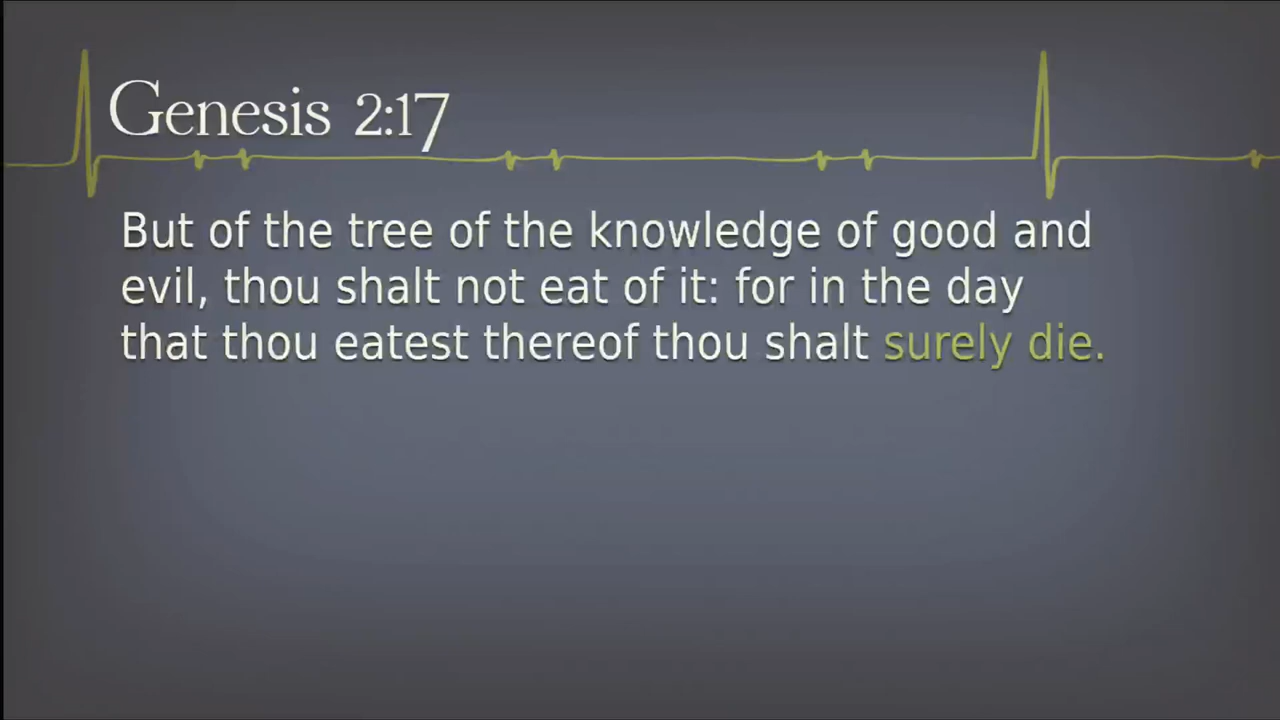 Genesis 2:17
But of the tree of the knowledge of good and
evil, thou shalt not eat of it: for in the day
that thou eatest thereof thou shalt surely die.